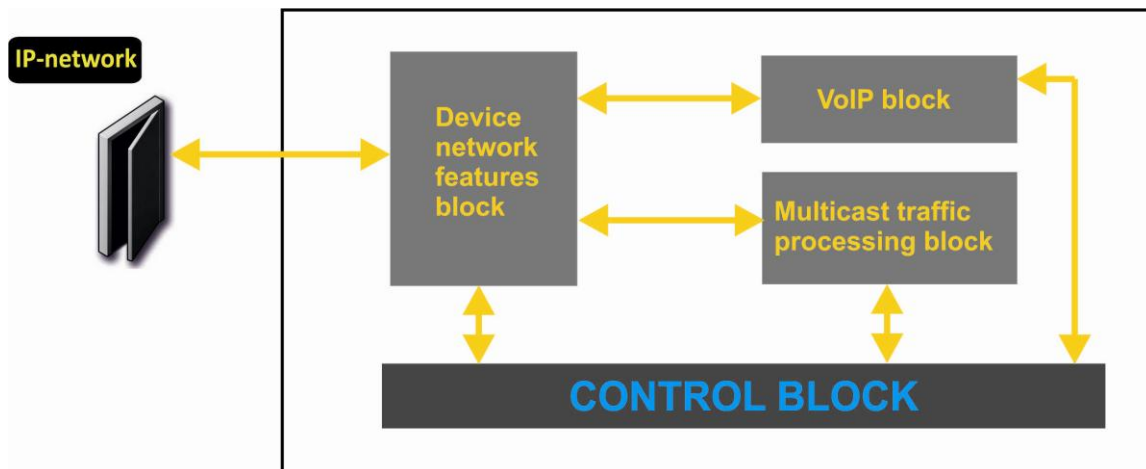 IP-network
Device
network
features
block
VoIP block
Multicast traffic
processing block
CONTROL BLOCK